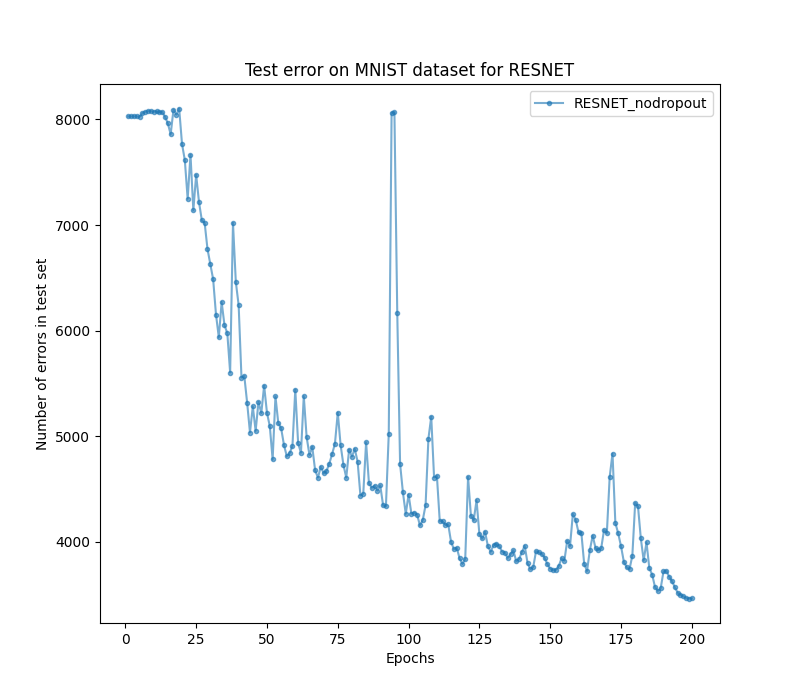 Test error on MNIST dataset for RESNET
RESNET_nodropout
8000
7000
6000
5000
4000
Number of errors in test set
0 25 50 75 100 125 150 175 200
Epochs